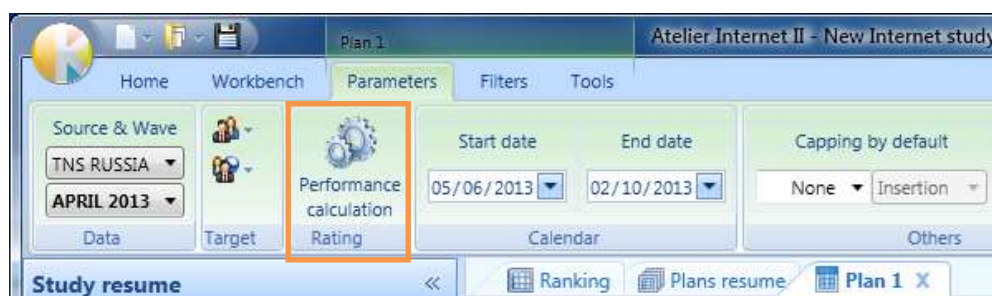 Plan 1
Atelier Internet II - New Internet study
Home Workbench Parameters Filters Tools
Source & Wave
TNS RUSSIA
APRIL 2013
Data
Target
Performance
calculation
Rating
Start date End date
05/06/2013 02/10/2013
Calendar
Capping by default
None Insertion
Others
Study resume
Ranking Plans resume Plan 1